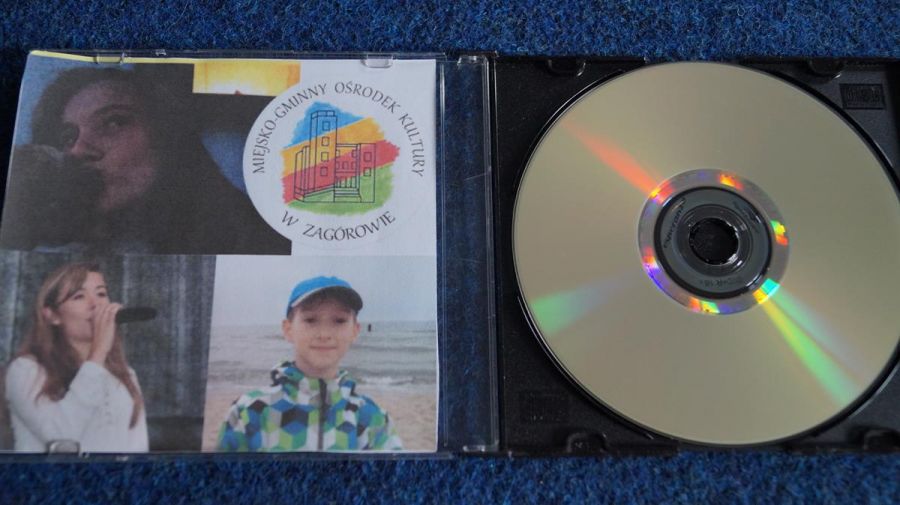 MIEJSKO-GMINNY OŚRODEK KULTURY
W ZAGÓROWIE